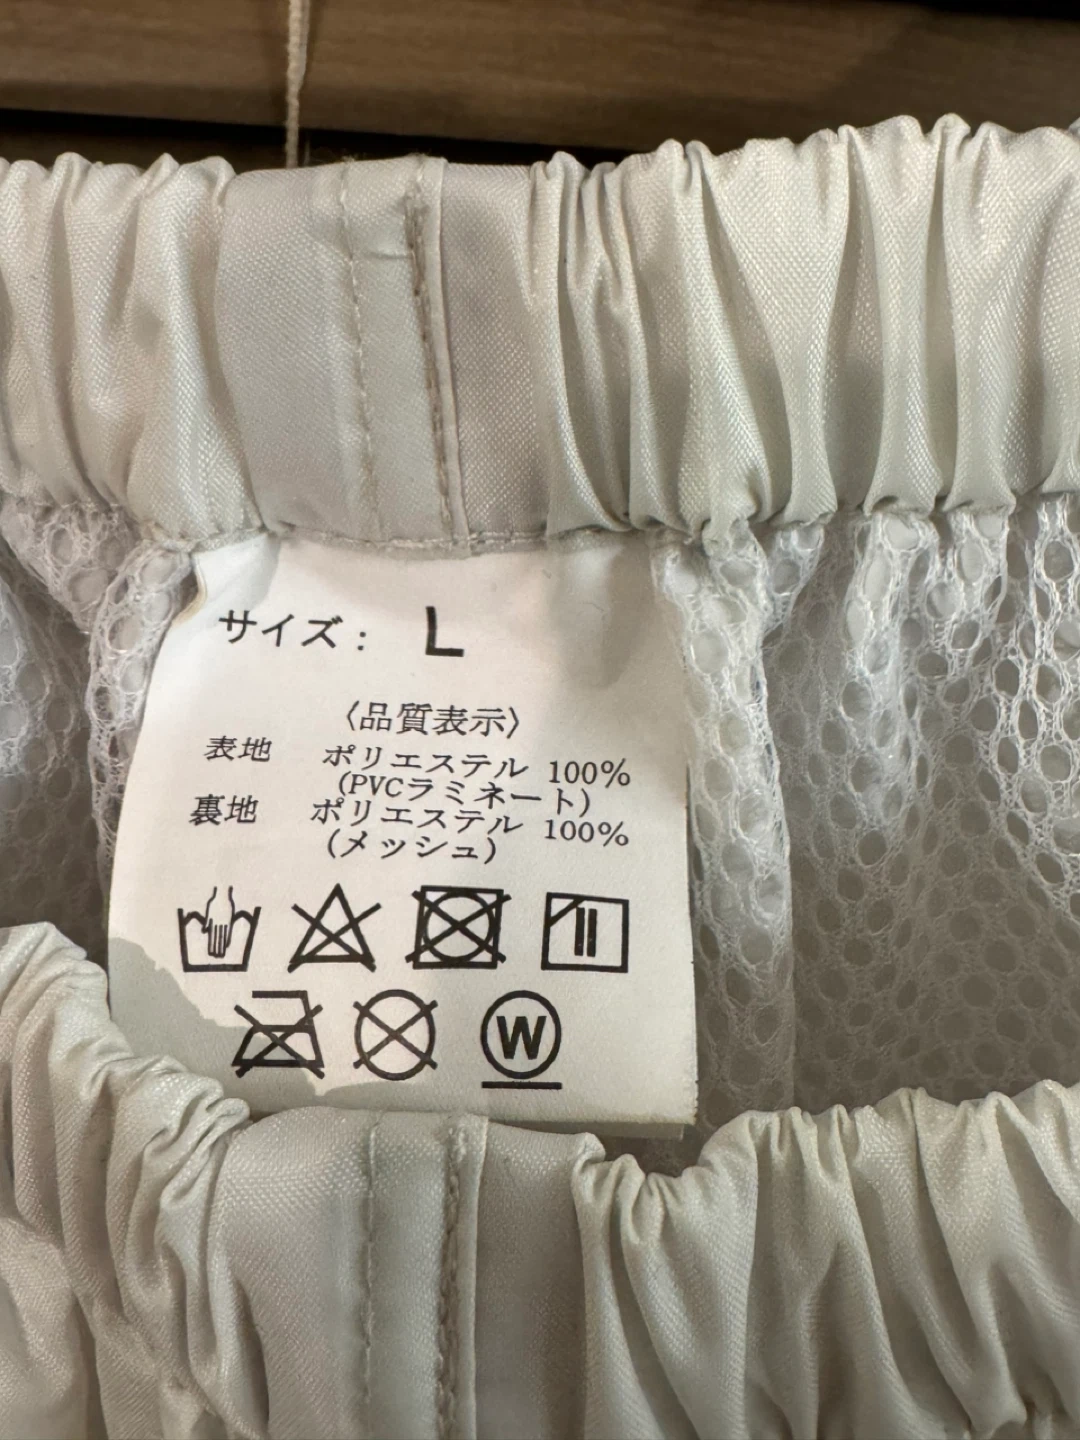 サイズ： L
〈品質表示〉
表地 ポリエステル 100%
(PVCラミネート)
裏地 ポリエステル 100%
(メッシュ)
W